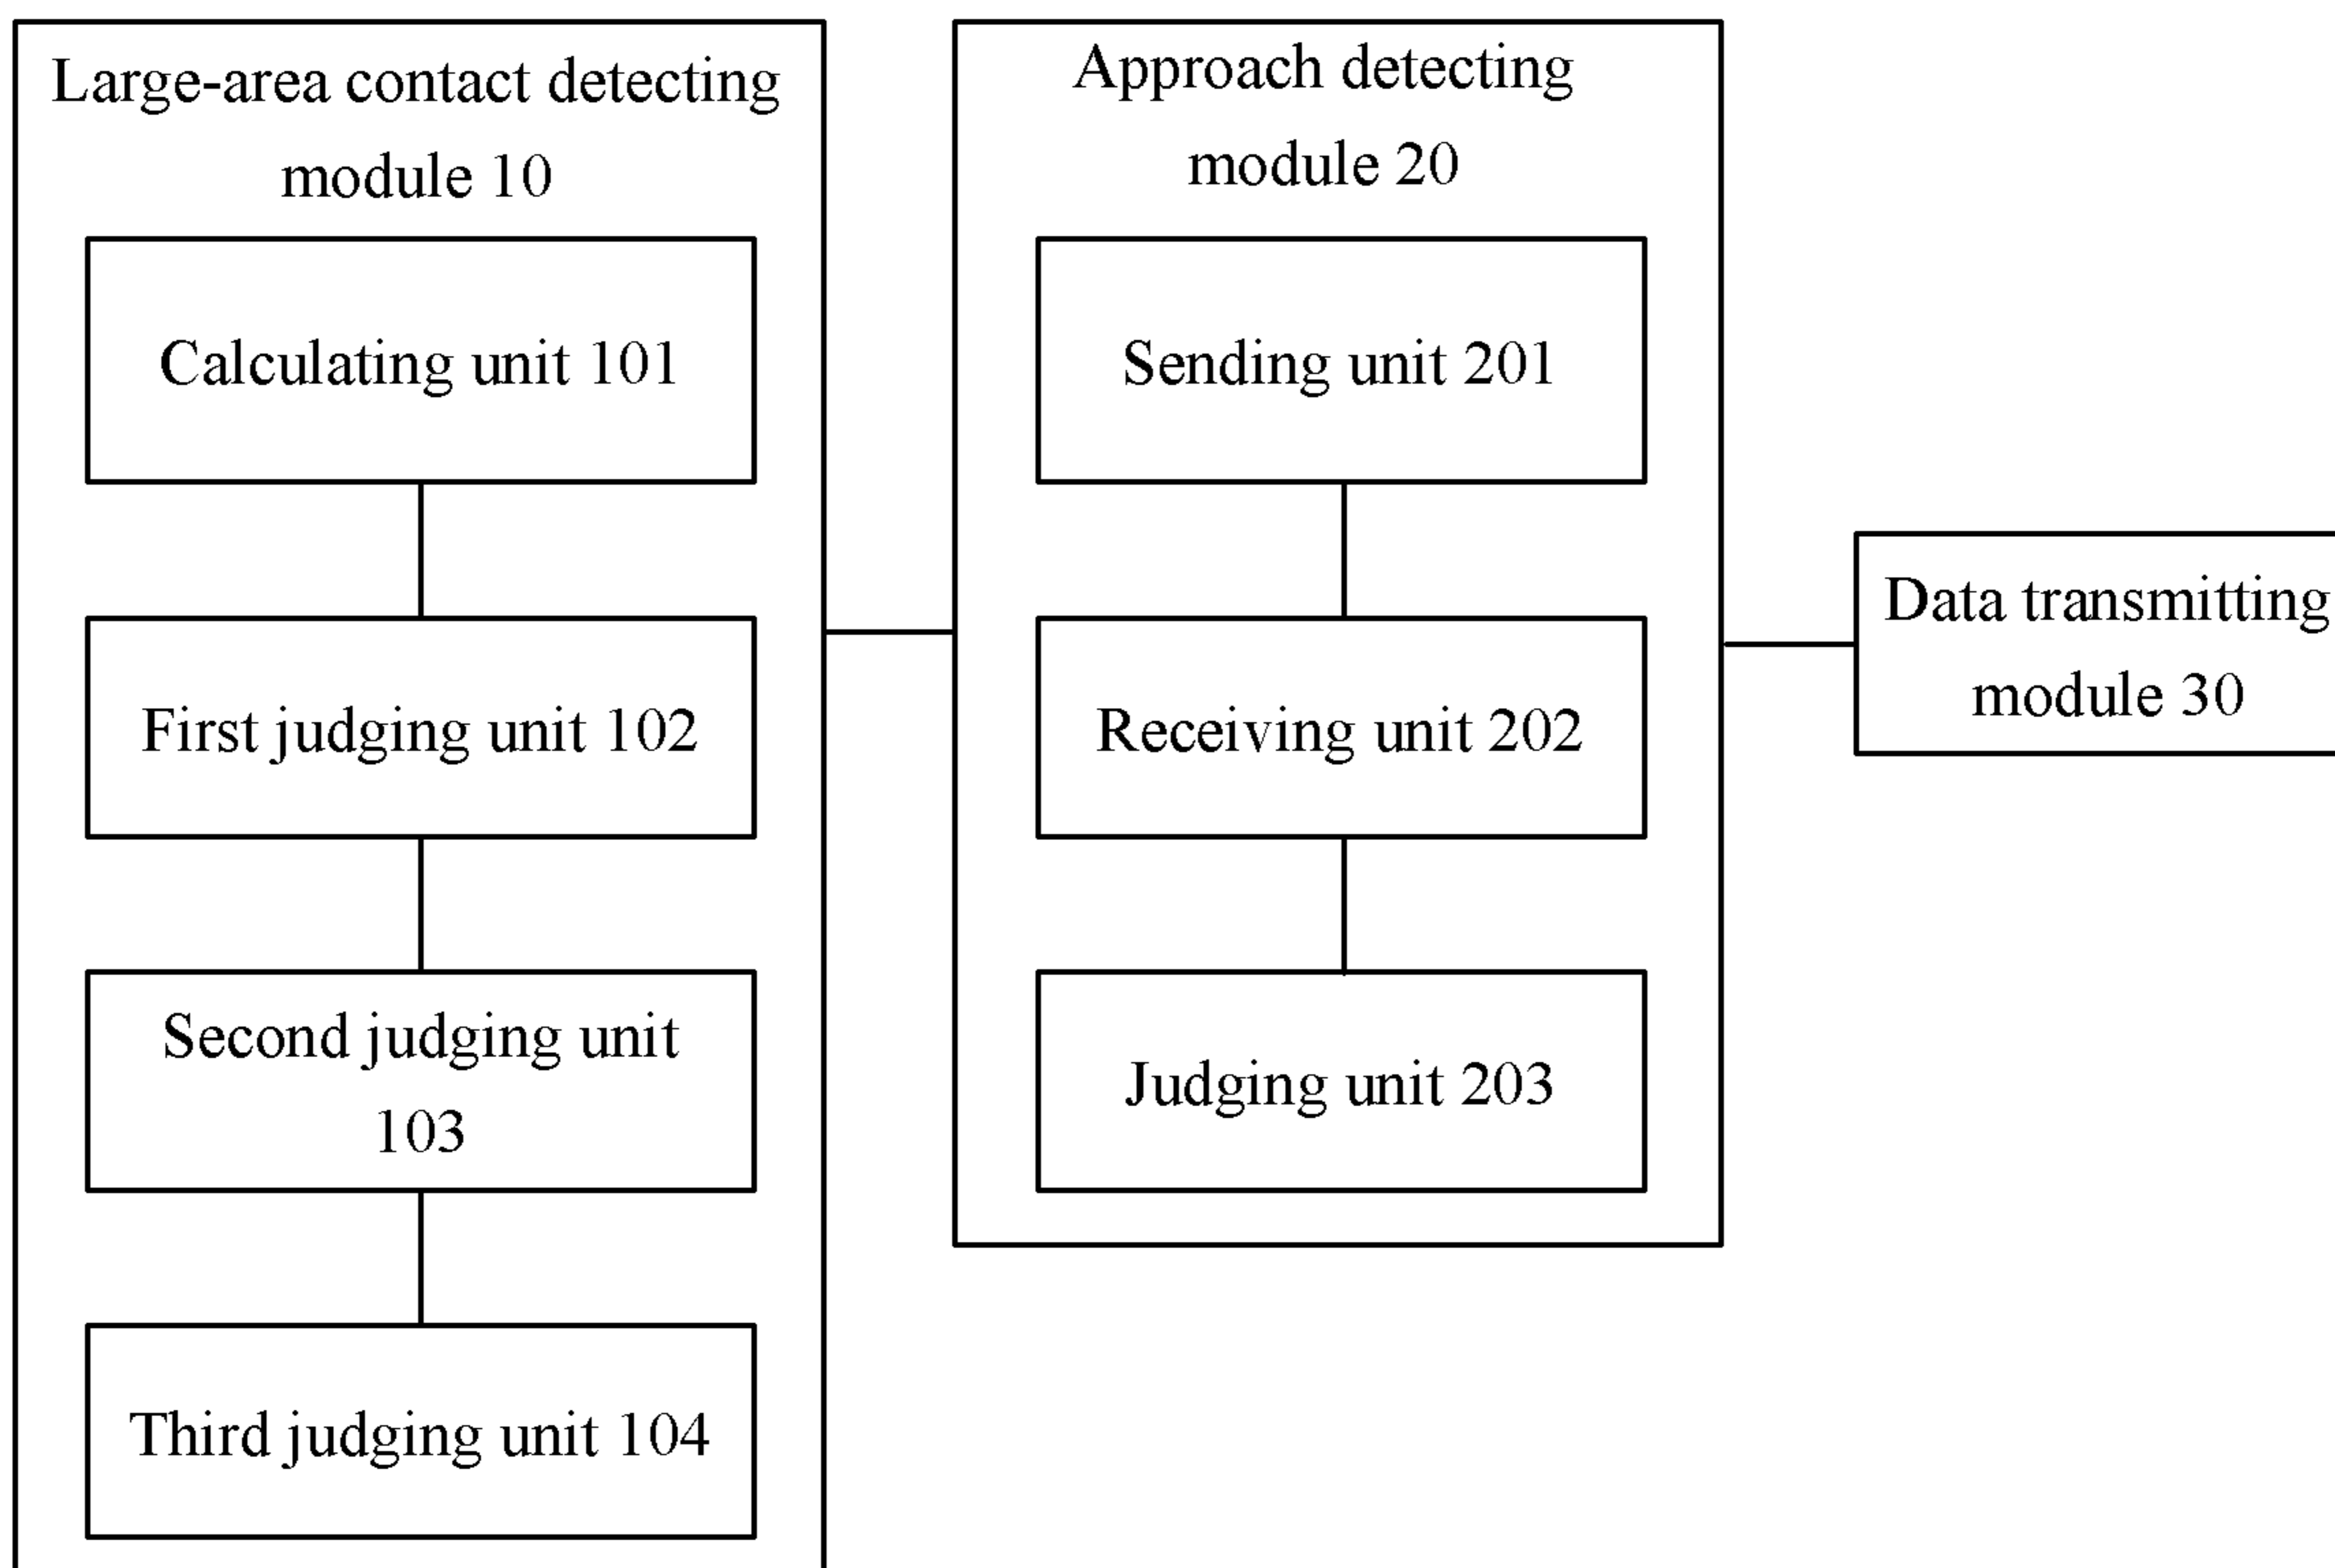 Large-area contact detecting
module 10
Calculating unit 101
First judging unit 102
Second judging unit
103
Third judging unit 104
Approach detecting
module 20
Sending unit 201
Receiving unit 202
Judging unit 203
Data transmitting
module 30